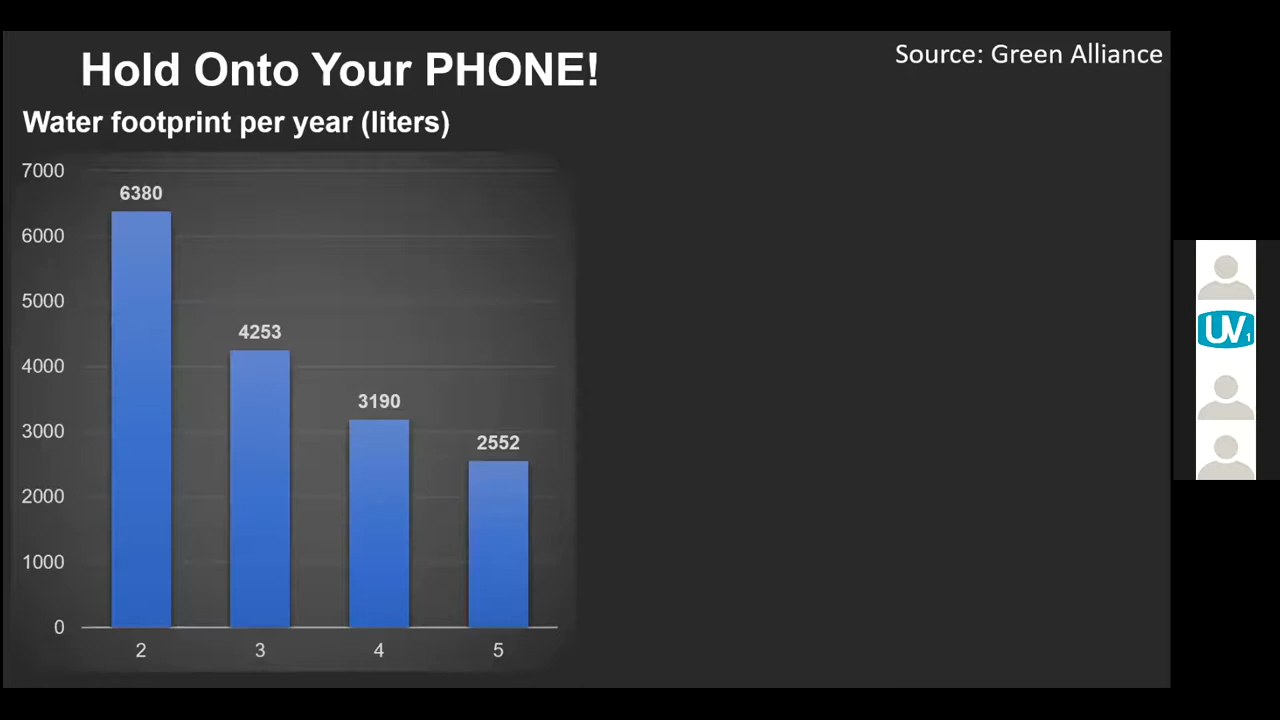 Hold Onto Your PHONE!
Source: Green Alliance
Water footprint per year (liters)
7000
6380
6000
5000
4253
4000
3190
3000
2552
2000
1000
0
2 3 4 5
UV1